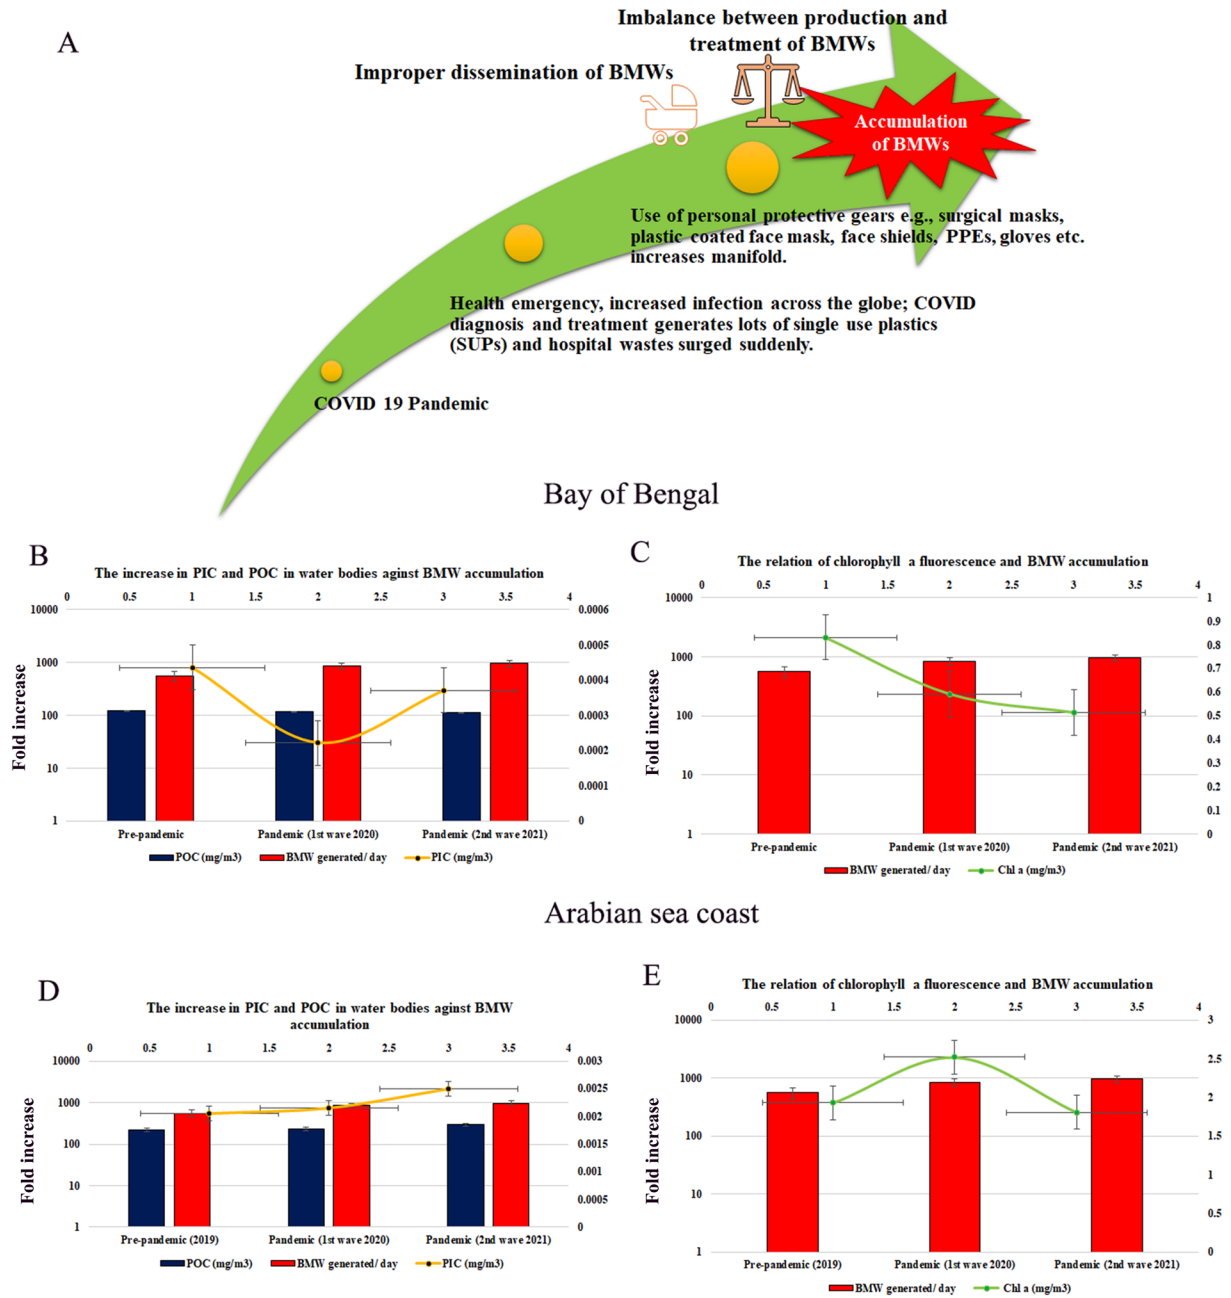 A
Imbalance between production and
treatment of BMWs
Improper dissemination of BMWs
Accumulation
of BMWs
Use of personal protective gears e.g., surgical masks,
plastic coated face mask, face shields, PPEs, gloves etc.
increases manifold.
Health emergency, increased infection across the globe; COVID
diagnosis and treatment generates lots of single use plastics
(SUPs) and hospital wastes surged suddenly.
COVID 19 Pandemic
Bay of Bengal
B
The increase in PIC and POC in water bodies aginst BMW accumulation
0 0.5 1 1.5 2 2.5 3 3.5 4
10000
1000
100
10
1
Fold increase
0.0006
0.0005
0.0004
0.0003
0.0002
0.0001
0
Pre-pandemic Pandemic (1st wave 2020) Pandemic (2nd wave 2021)
POC (mg/m3) BMW generated/ day PIC (mg/m3)
C
The relation of chlorophyll a fluorescence and BMW accumulation
0 0.5 1 1.5 2 2.5 3 3.5 4
10000
1000
100
10
1
Fold increase
1
0.9
0.8
0.7
0.6
0.5
0.4
0.3
0.2
0.1
0
Pre-pandemic Pandemic (1st wave 2020) Pandemic (2nd wave 2021)
BMW generated/ day Chl a (mg/m3)
Arabian sea coast
D
The increase in PIC and POC in water bodies aginst BMW
accumulation
0 0.5 1 1.5 2 2.5 3 3.5 4
10000
1000
100
10
1
Fold increase
0.003
0.0025
0.002
0.0015
0.001
0.0005
0
Pre-pandemic (2019) Pandemic (1st wave 2020) Pandemic (2nd wave 2021)
POC (mg/m3) BMW generated/ day PIC (mg/m3)
E
The relation of chlorophyll a fluorescence and BMW accumulation
0 0.5 1 1.5 2 2.5 3 3.5 4
10000
1000
100
10
1
Fold increase
3
2.5
2
1.5
1
0.5
0
Pre-pandemic (2019) Pandemic (1st wave 2020) Pandemic (2nd wave 2021)
BMW generated/ day Chl a (mg/m3)